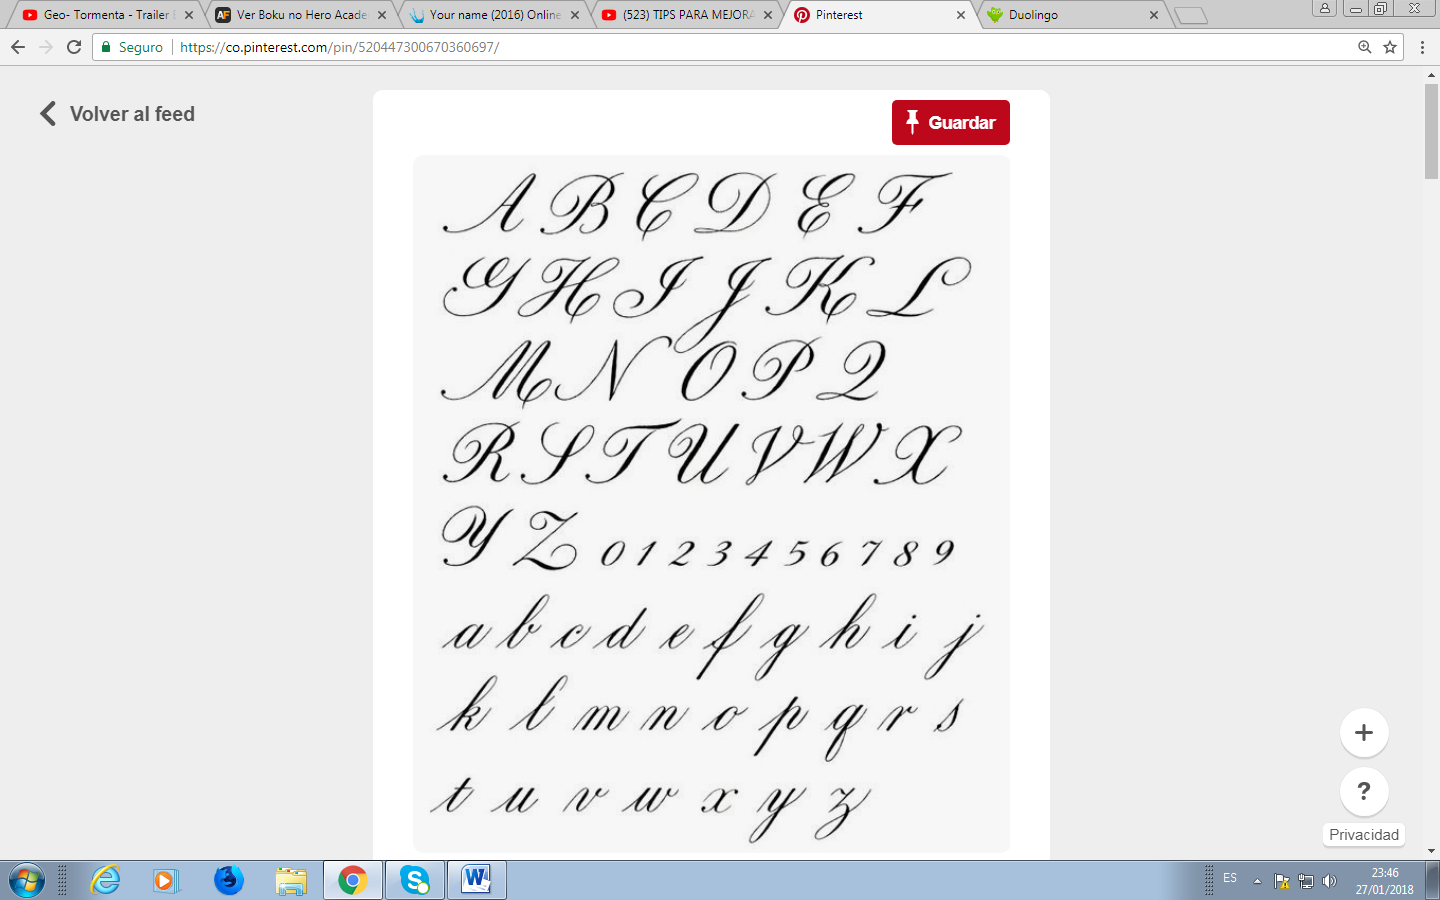 Geo- Tormenta - Trailer
Ver Boku no Hero Acade
Your name (2016) Online
(523) TIPS PARA MEJORA
Pinterest
Duolingo
Seguro
https://co.pinterest.com/pin/520447300670360697/
Volver al feed
Guardar
A B C D E F
G H I J K L
M N O P Q
R S T U V W X
Y Z 0 1 2 3 4 5 6 7 8 9
a b c d e f g h i j
k l m n o p q r s
t u v w x y z
+
?
Privacidad
ES
23:46
27/01/2018